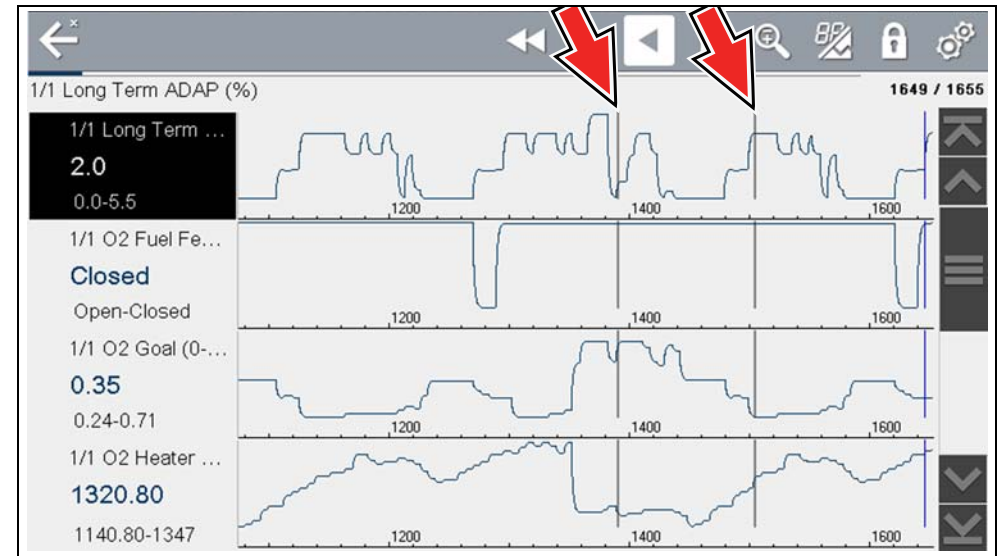 1/1 Long Term ADAP (%)
1649 / 1655
1/1 Long Term ...
2.0
0.0-5.5
1200
1400
1600
1/1 O2 Fuel Fe...
Closed
Open-Closed
1200
1400
1600
1/1 O2 Goal (0-...
0.35
0.24-0.71
1200
1400
1600
1/1 O2 Heater ...
1320.80
1140.80-1347
1200
1400
1600